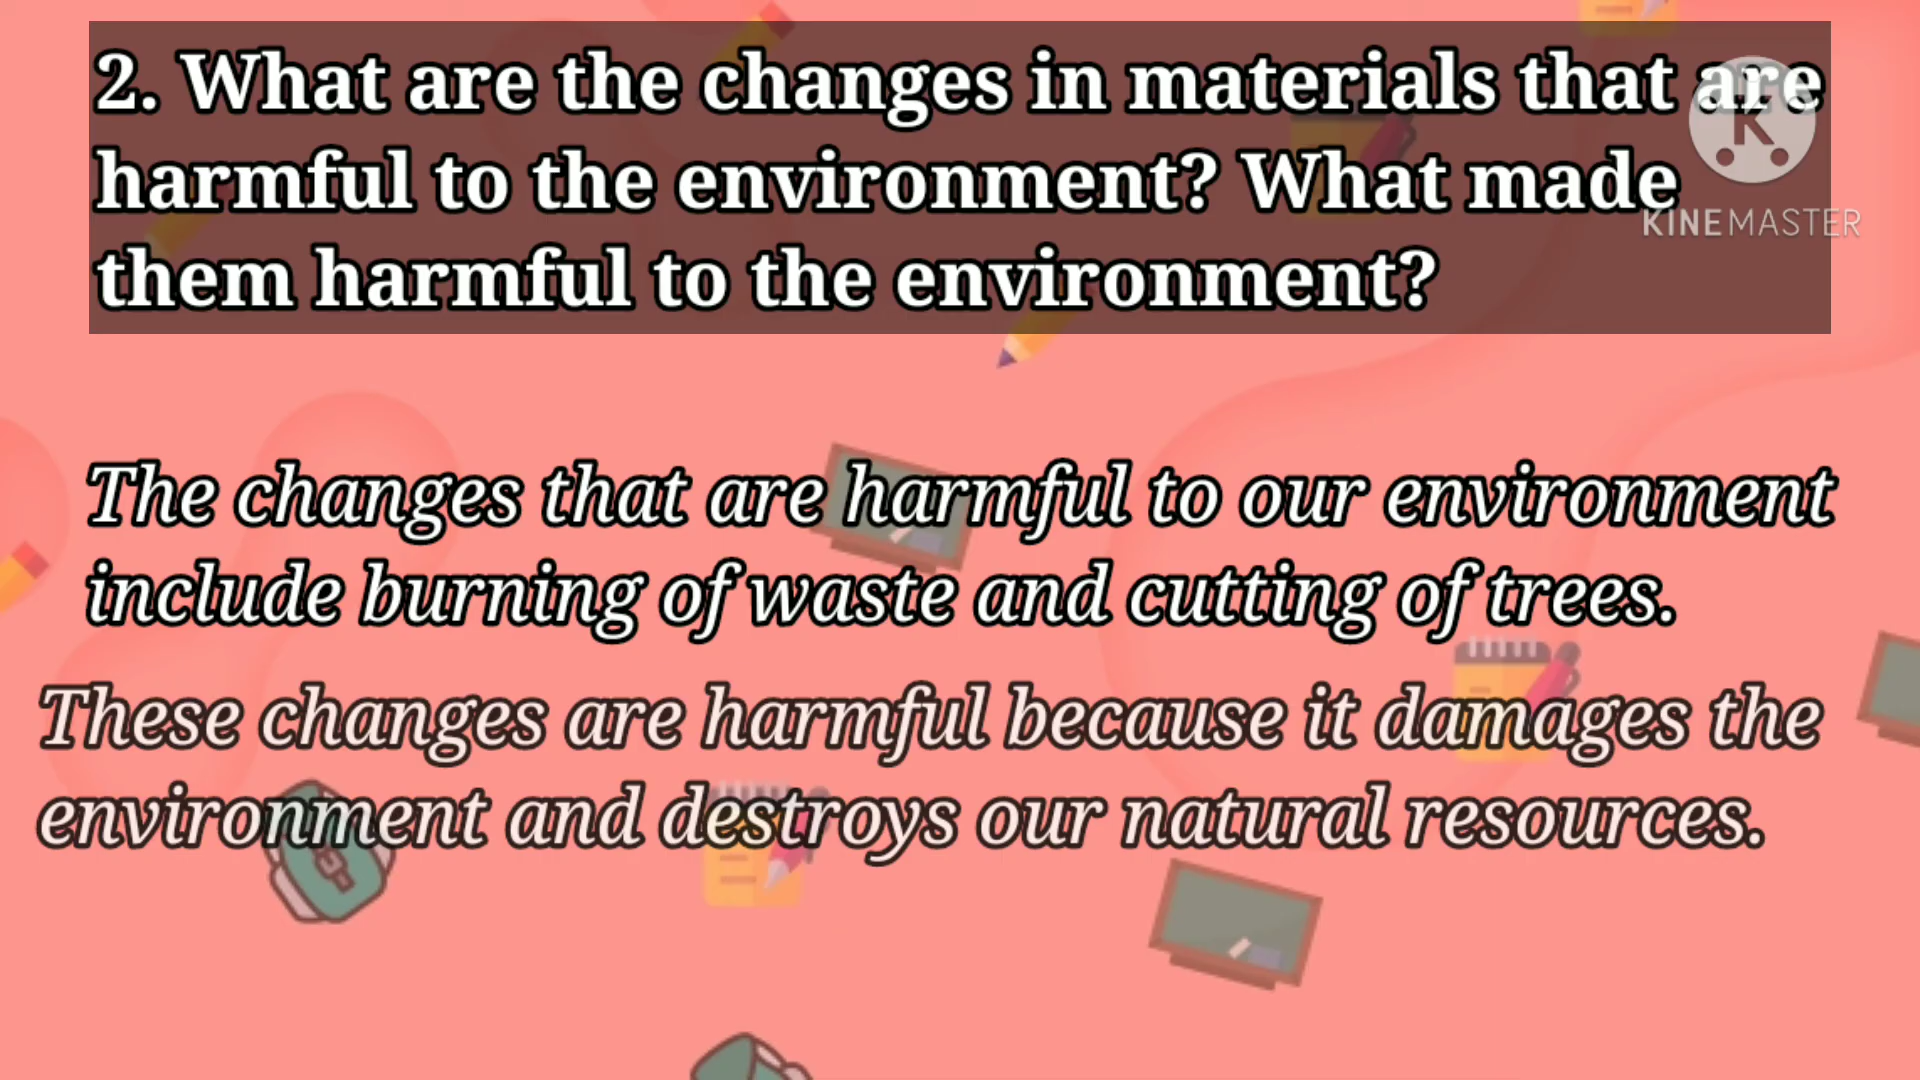 2. What are the changes in materials that are
harmful to the environment? What made
them harmful to the environment?
K
KINEMASTER
The changes that are harmful to our environment
include burning of waste and cutting of trees.
These changes are harmful because it damages the
environment and destroys our natural resources.